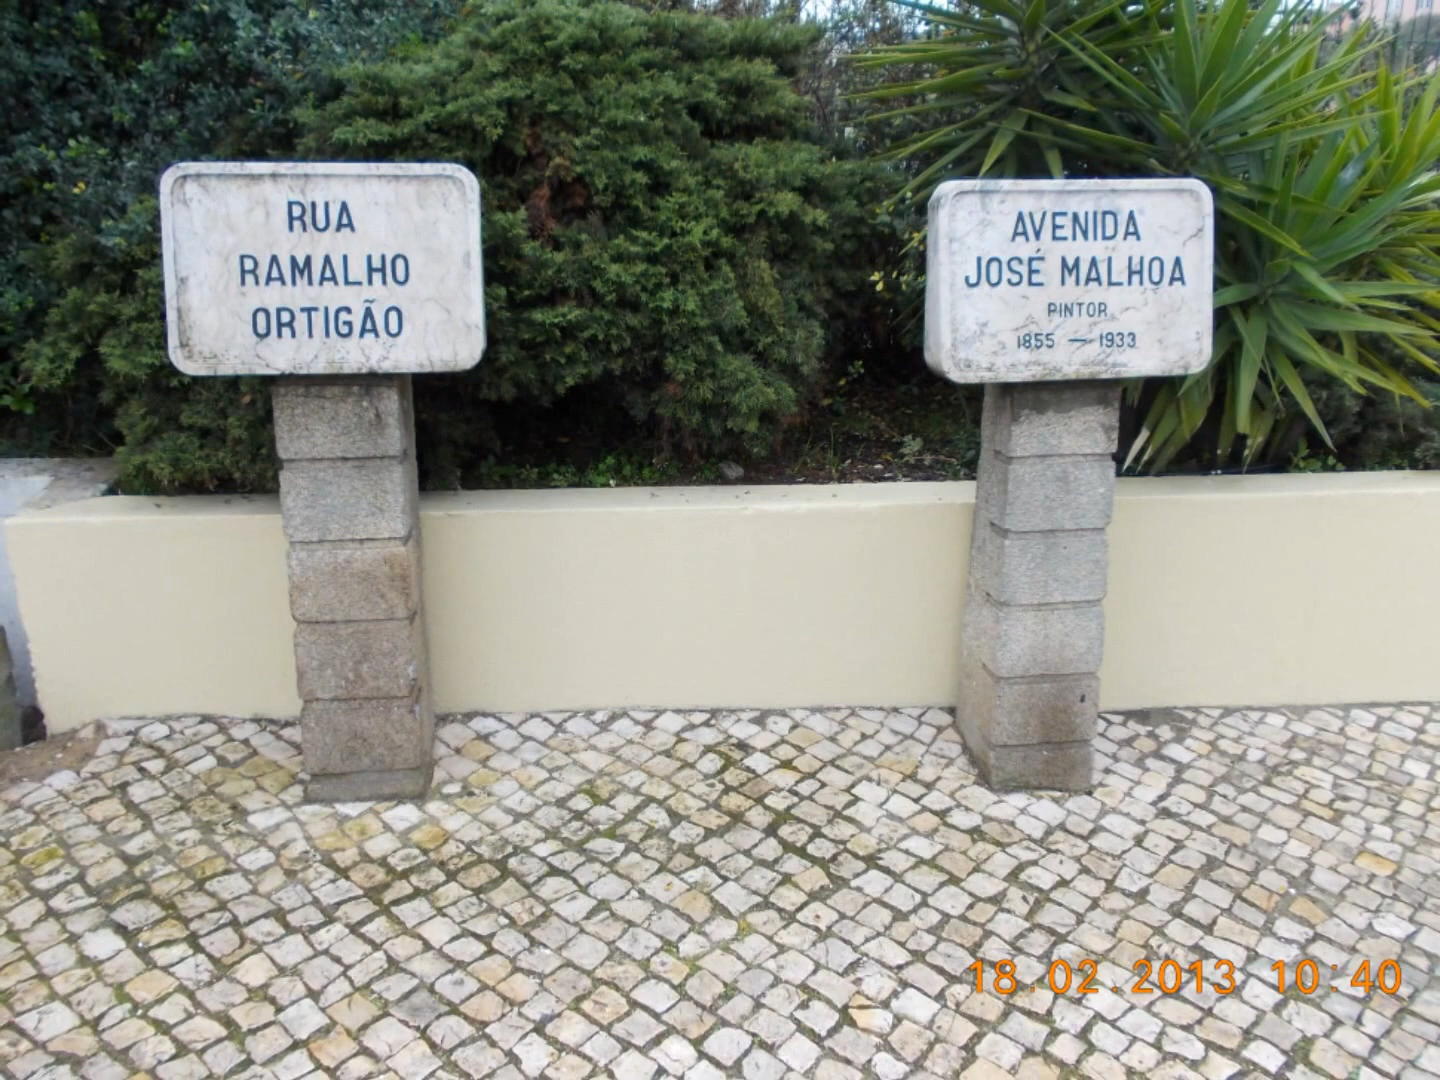 RUA
RAMALHO
ORTIGÃO
AVENIDA
JOSÉ MALHOA
PINTOR
1855 — 1933
18.02.2013 10:40